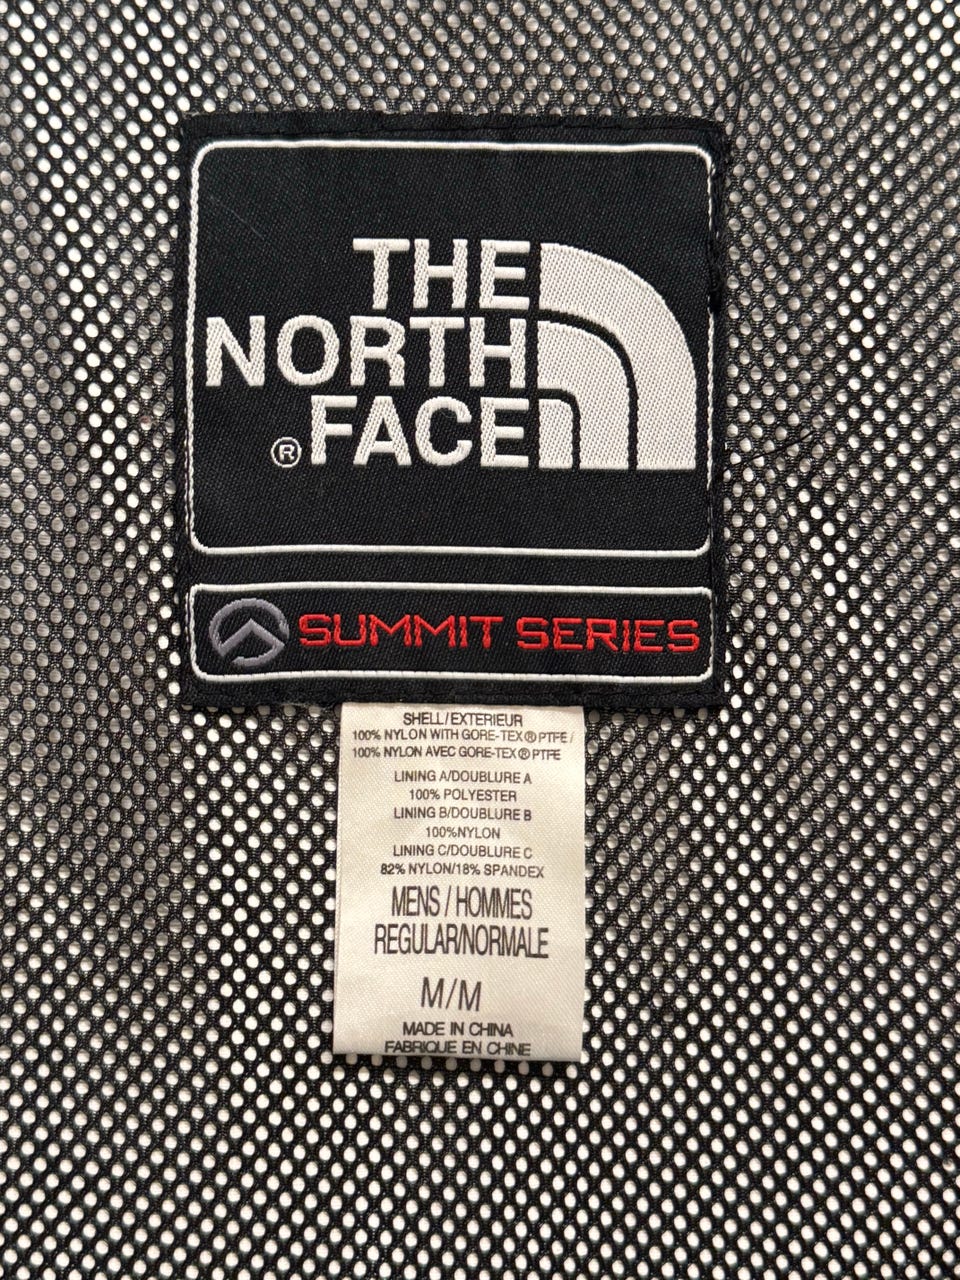 THE
NORTH
® FACE
SUMMIT SERIES
SHELL/EXTERIEUR
100% NYLON WITH GORE-TEX® PTFE /
100% NYLON AVEC GORE-TEX® PTFE
LINING A/DOUBLURE A
100% POLYESTER
LINING B/DOUBLURE B
100%NYLON
LINING C/DOUBLURE C
82% NYLON/18% SPANDEX
MENS / HOMMES
REGULAR/NORMALE
M/M
MADE IN CHINA
FABRIQUE EN CHINE